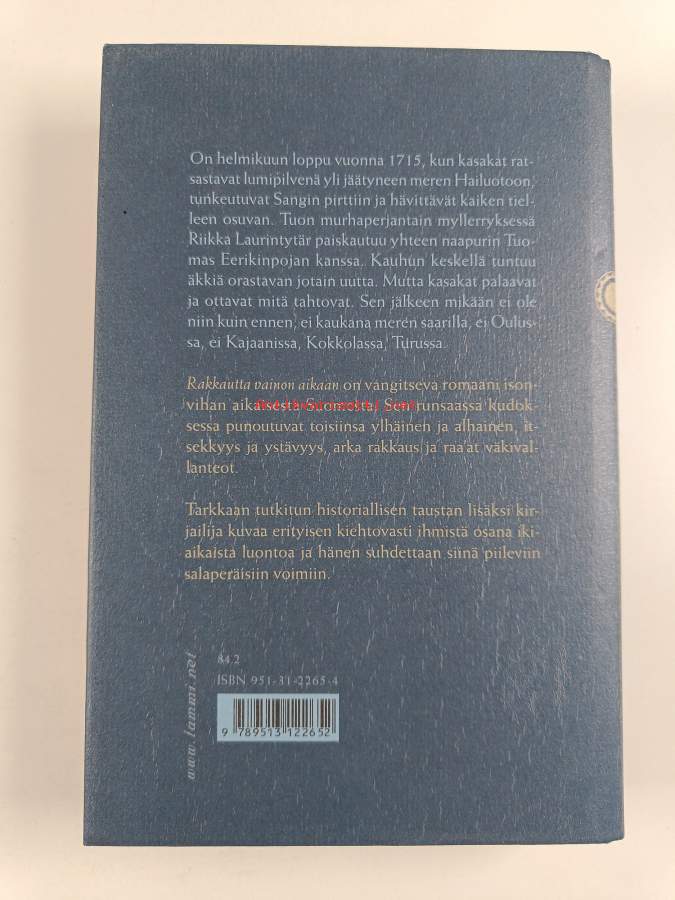 On helmikuun loppu vuonna 1715, kun kasakat rat-
sastavat lumipilvenä yli jäätyneen meren Hailuotoon,
tunkeutuvat Sangin pirttiin ja hävittävät kaiken tiel-
leen osuvan. Tuon murhaperjantain myllerryksessä
Riikka Laurintytär paiskautuu yhteen naapurin Tuo-
mas Eerikinpojan kanssa. Kauhun keskellä tuntuu
äkkiä orastavan jotain uutta. Mutta kasakat palaavat
ja ottavat mitä tahtovat. Sen jälkeen mikään ei ole
niin kuin ennen, ei kaukana meren saarilla, ei Oulus-
sa, ei Kajaanissa, Kokkolassa, Turussa.
Rakkautta vainon aikaan on vangitseva romaani ison-
vihan aikaisesta Suomesta. Sen runsaassa kudok-
sessa punoutuvat toisiinsa ylhäinen ja alhainen, it-
sekkyys ja ystävyys, arka rakkaus ja raa'at väkival-
lanteot.
Tarkkaan tutkitun historiallisen taustan lisäksi kir-
jailija kuvaa erityisen kiehtovasti ihmistä osana iki-
aikaista luontoa ja hänen suhdettaan siinä piileviin
salaperäisiin voimiin.
www.tammi.net
84.2
ISBN 951-31-2265-4
9 789513 122652